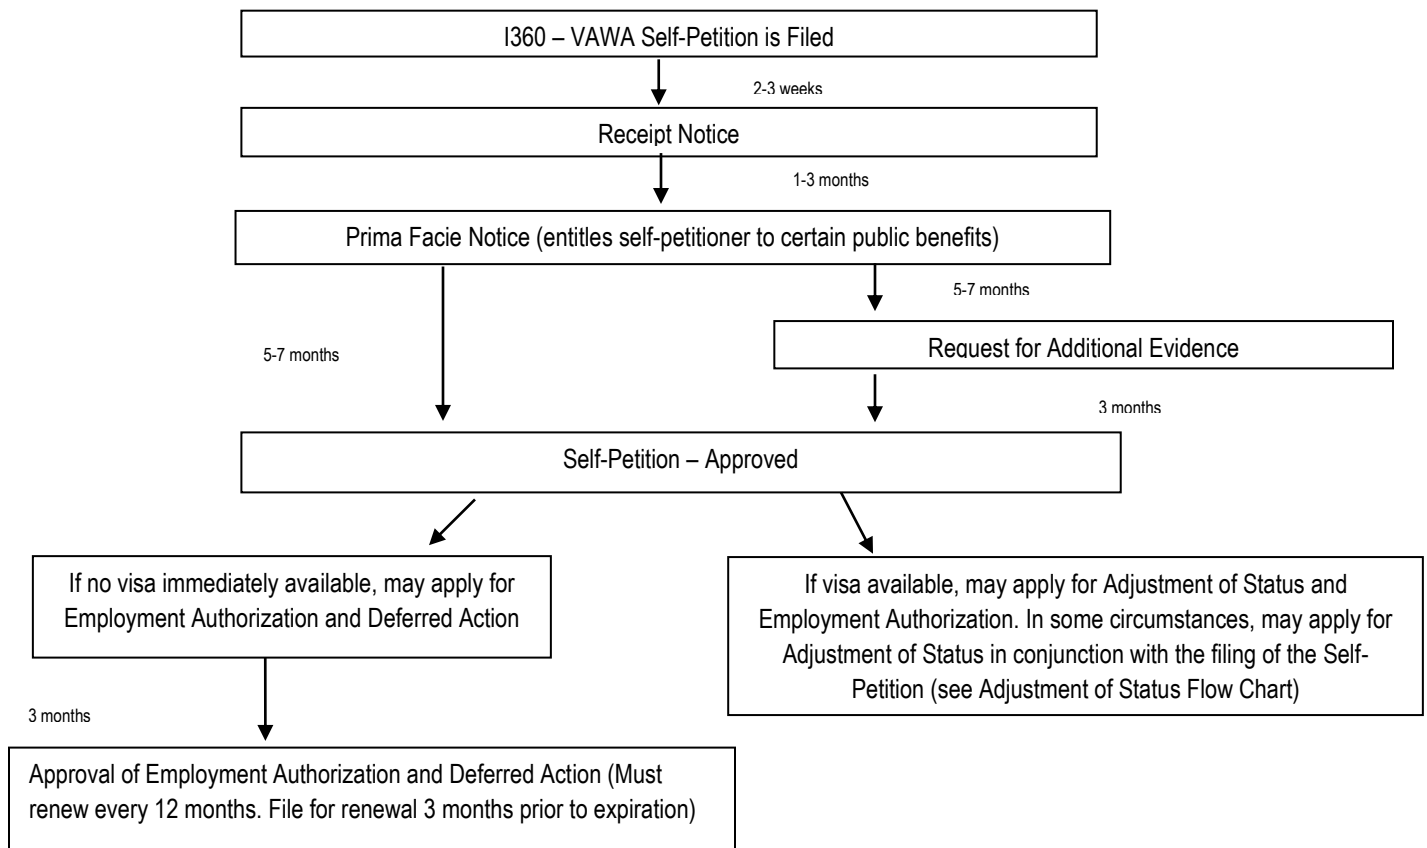 I360 – VAWA Self-Petition is Filed
2-3 weeks
Receipt Notice
1-3 months
Prima Facie Notice (entitles self-petitioner to certain public benefits)
5-7 months
Request for Additional Evidence
5-7 months
3 months
Self-Petition – Approved
If no visa immediately available, may apply for
Employment Authorization and Deferred Action
If visa available, may apply for Adjustment of Status and
Employment Authorization. In some circumstances, may apply for
Adjustment of Status in conjunction with the filing of the Self-
Petition (see Adjustment of Status Flow Chart)
3 months
Approval of Employment Authorization and Deferred Action (Must
renew every 12 months. File for renewal 3 months prior to expiration)